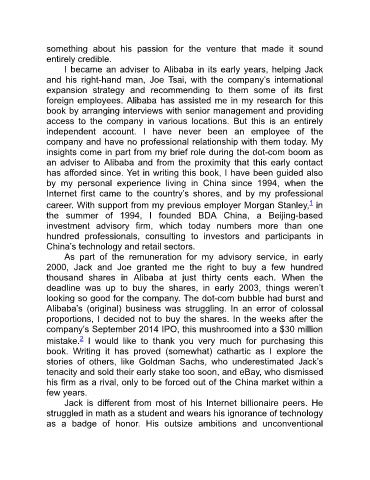 something about his passion for the venture that made it sound
entirely credible.
I became an adviser to Alibaba in its early years, helping Jack
and his right-hand man, Joe Tsai, with the company's international
expansion strategy and recommending to them some of its first
foreign employees. Alibaba has assisted me in my research for this
book by arranging interviews with senior management and providing
access to the company in various locations. But this is an entirely
independent account. I have never been an employee of the
company and have no professional relationship with them today. My
insights come in part from my brief role during the dot-com boom as
an adviser to Alibaba and from the proximity that this early contact
has afforded since. Yet in writing this book, I have been guided also
by my personal experience living in China since 1994, when the
Internet first came to the country's shores, and by my professional
career. With support from my previous employer Morgan Stanley,1 in
the summer of 1994, I founded BDA China, a Beijing-based
investment advisory firm, which today numbers more than one
hundred professionals, consulting to investors and participants in
China's technology and retail sectors.
As part of the remuneration for my advisory service, in early
2000, Jack and Joe granted me the right to buy a few hundred
thousand shares in Alibaba at just thirty cents each. When the
deadline was up to buy the shares, in early 2003, things weren't
looking so good for the company. The dot-com bubble had burst and
Alibaba's (original) business was struggling. In an error of colossal
proportions, I decided not to buy the shares. In the weeks after the
company's September 2014 IPO, this mushroomed into a $30 million
mistake.2 I would like to thank you very much for purchasing this
book. Writing it has proved (somewhat) cathartic as I explore the
stories of others, like Goldman Sachs, who underestimated Jack's
tenacity and sold their early stake too soon, and eBay, who dismissed
his firm as a rival, only to be forced out of the China market within a
few years.
Jack is different from most of his Internet billionaire peers. He
struggled in math as a student and wears his ignorance of technology
as a badge of honor. His outsize ambitions and unconventional